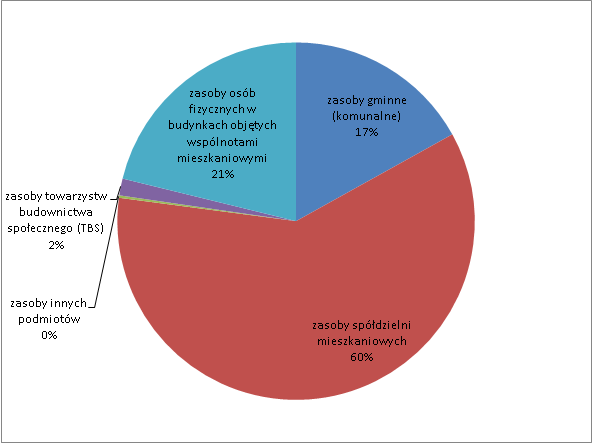 zasoby osób
fizycznych w
budynkach objętych
wspólnotami
mieszkaniowymi
21%
zasoby gminne
(komunalne)
17%
zasoby towarzystw
budownictwa
społecznego (TBS)
2%
zasoby innych
podmiotów
0%
zasoby spółdzielni
mieszkaniowych
60%